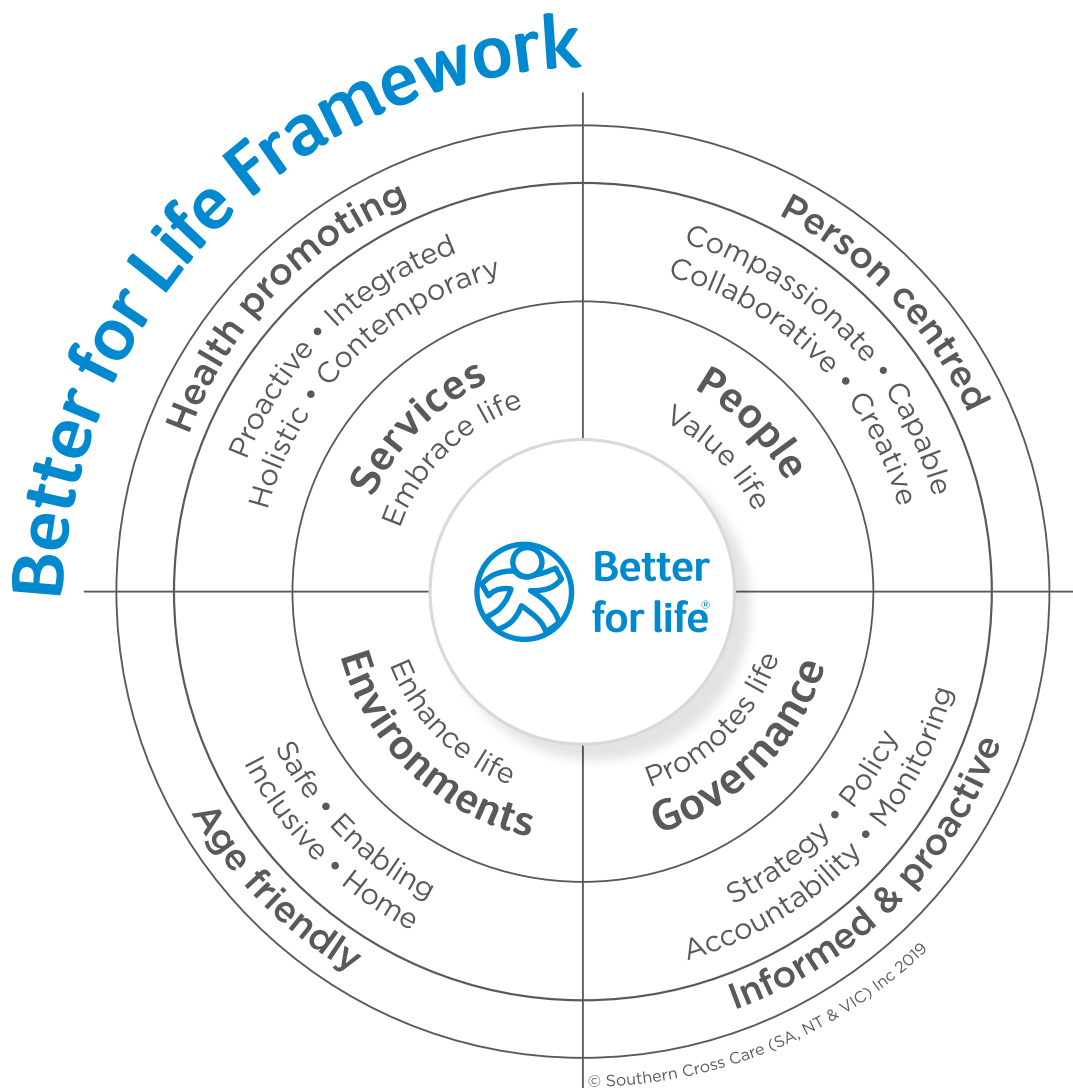 Better for Life Framework
Health promoting
Proactive • Integrated
Holistic • Contemporary
Services
Embrace life
Person centred
Compassionate • Capable
Collaborative • Creative
People
Value life
Better
for life®
Enhance life
Environments
Safe • Enabling
Inclusive • Home
Age friendly
Promotes life
Governance
Strategy • Policy
Accountability • Monitoring
Informed & proactive
© Southern Cross Care (SA, NT & VIC) Inc 2019